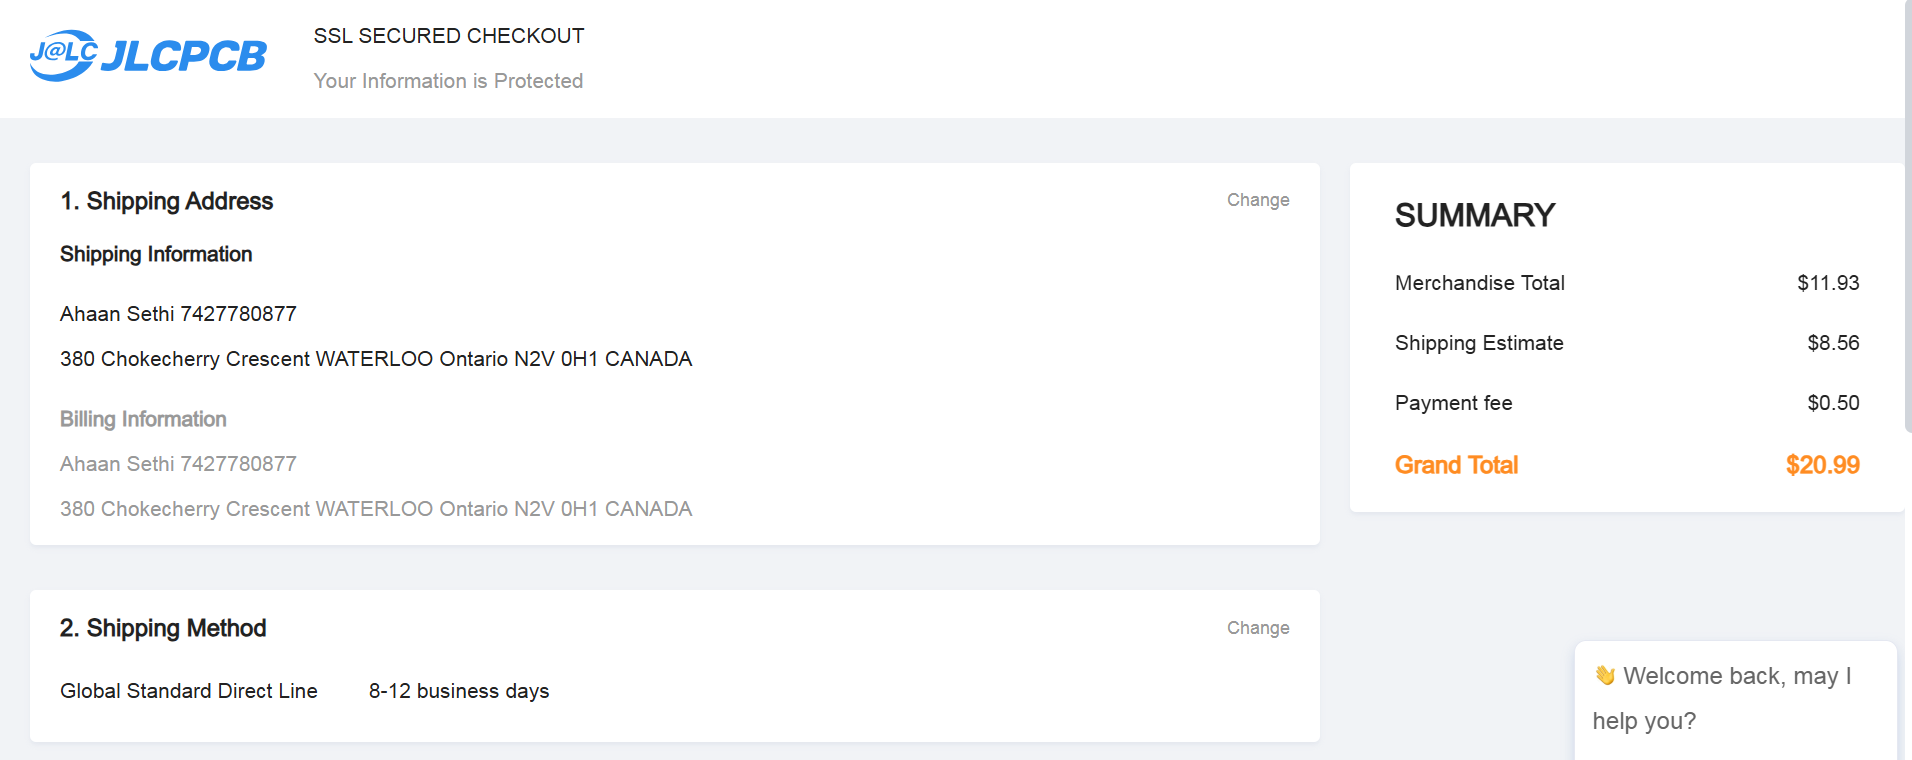 J@LC JLCPCB
SSL SECURED CHECKOUT
Your Information is Protected
1. Shipping Address
Change
Shipping Information
Ahaan Sethi 7427780877
380 Chokecherry Crescent WATERLOO Ontario N2V 0H1 CANADA
Billing Information
Ahaan Sethi 7427780877
380 Chokecherry Crescent WATERLOO Ontario N2V 0H1 CANADA
2. Shipping Method
Change
Global Standard Direct Line 8-12 business days
SUMMARY
Merchandise Total $11.93
Shipping Estimate $8.56
Payment fee $0.50
Grand Total $20.99
👋 Welcome back, may I
help you?